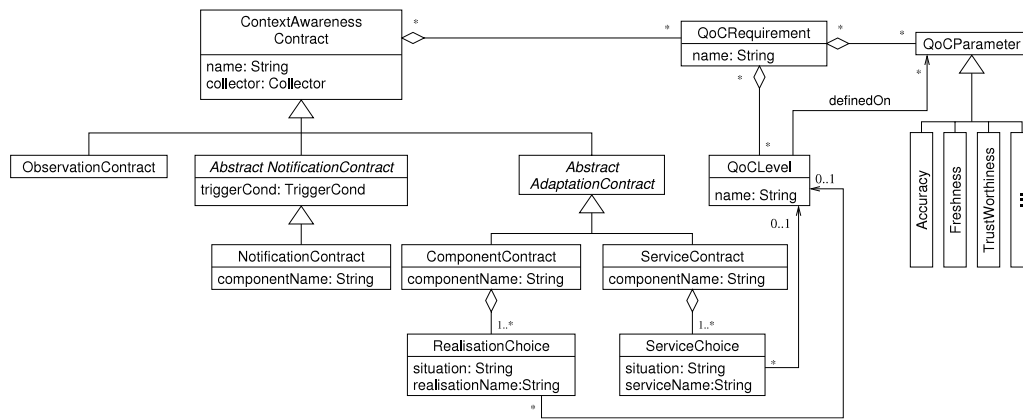 ContextAwareness
Contract
name: String
collector: Collector
*
*
QoCRequirement
name: String
*
*
QoCParameter
*
*
definedOn
ObservationContract
Abstract NotificationContract
triggerCond: TriggerCond
Abstract
AdaptationContract
*
QoCLevel
name: String
0..1
0..1
Accuracy
Freshness
TrustWorthiness
...
NotificationContract
componentName: String
ComponentContract
componentName: String
ServiceContract
componentName: String
1..*
1..*
RealisationChoice
situation: String
realisationName:String
ServiceChoice
situation: String
serviceName:String
*
*